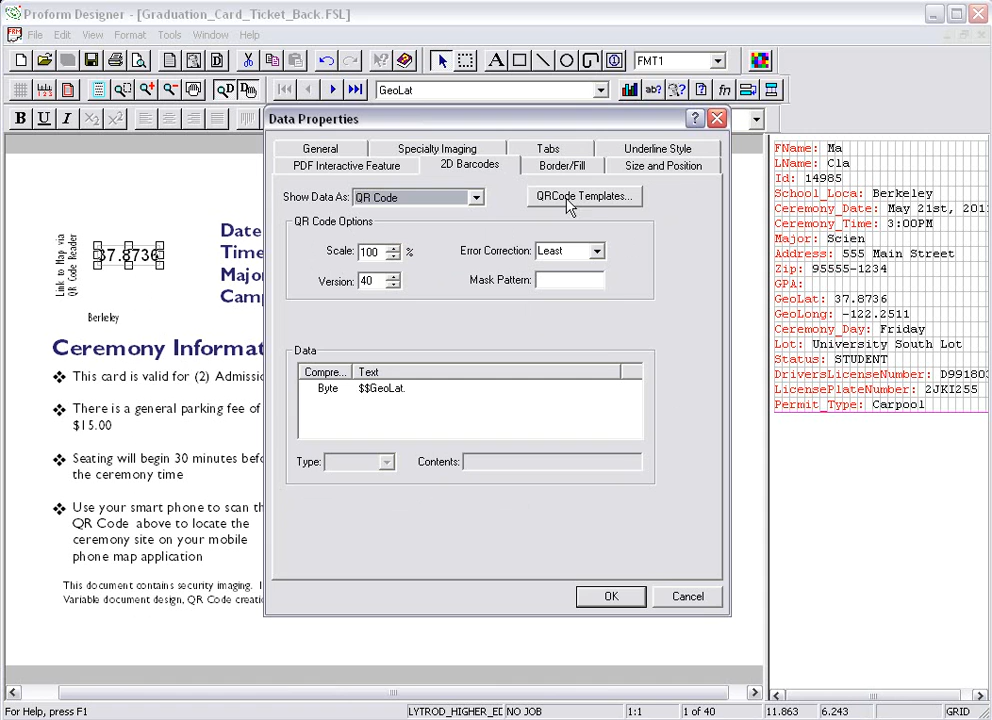 Proform Designer - [Graduation_Card_Ticket_Back.FSL]
File Edit View Format Tools Window Help
FMT1
GeoLat
B U I
Data Properties
General Specialty Imaging Tabs Underline Style
PDF Interactive Feature 2D Barcodes Border/Fill Size and Position
Show Data As: QR Code QRCode Templates...
QR Code Options
Scale: 100 % Error Correction: Least
Version: 40 Mask Pattern:
Data
Compre... Text
Byte $$GeoLat.
Type: Contents:
OK Cancel
Link to Map via
QR Code Reader
37.8736
Berleley
Date
Time
Major
Camp
Ceremony Informat
❖ This card is valid for (2) Admissio
❖ There is a general parking fee of
$15.00
❖ Seating will begin 30 minutes befo
the ceremony time
❖ Use your smart phone to scan th
QR Code above to locate the
ceremony site on your mobile
phone map application
This document contains security imaging. I
Variable document design, QR Code creatio
FName: Ma
LName: Cla
Id: 14985
School_Loca: Berkeley
Ceremony_Date: May 21st, 201
Ceremony_Time: 3:00PM
Major: Scien
Address: 555 Main Street
Zip: 95555-1234
GPA:
GeoLat: 37.8736
GeoLong: -122.2511
Ceremony_Day: Friday
Lot: University South Lot
Status: STUDENT
DriversLicenseNumber: D991803
LicensePlateNumber: 2JKI255
Permit_Type: Carpool
For Help, press F1 LYTROD_HIGHER_ED NO JOB 1:1 1 of 40 11.863 6.243 GRID